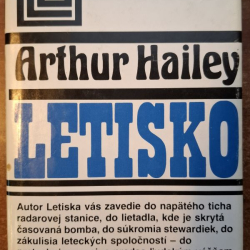 Arthur Hailey
LETISKO
Autor Letiska vás zavedie do napätého ticha
radarovej stanice, do lietadla, kde je skrytá
časovaná bomba, do súkromia stewardiek, do
zákulisia leteckých spoločností – do